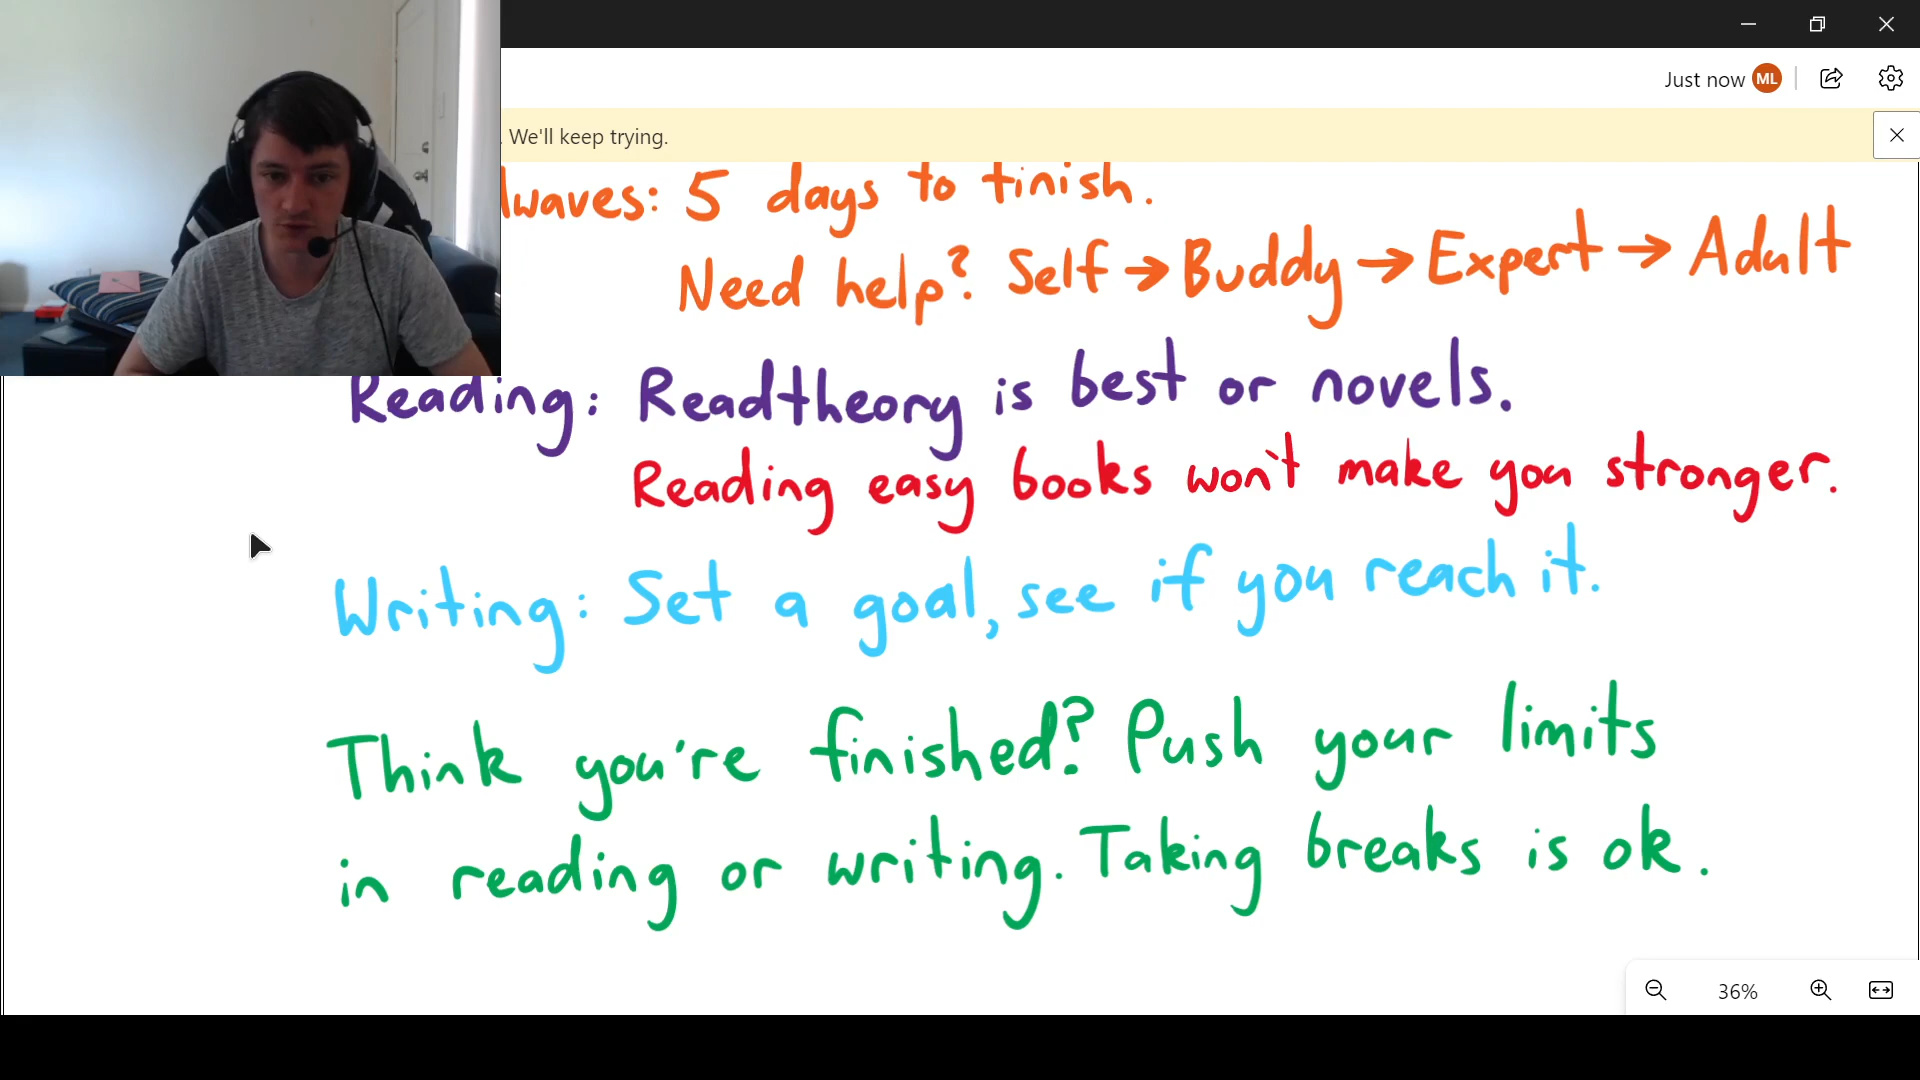 Just now ML
We'll keep trying.
5 days to finish.
Need help? Self → Buddy → Expert → Adult
Reading: Readtheory is best or novels.
Reading easy books won't make you stronger.
Writing: Set a goal, see if you reach it.
Think you're finished? Push your limits
in reading or writing. Taking breaks is ok.
36%